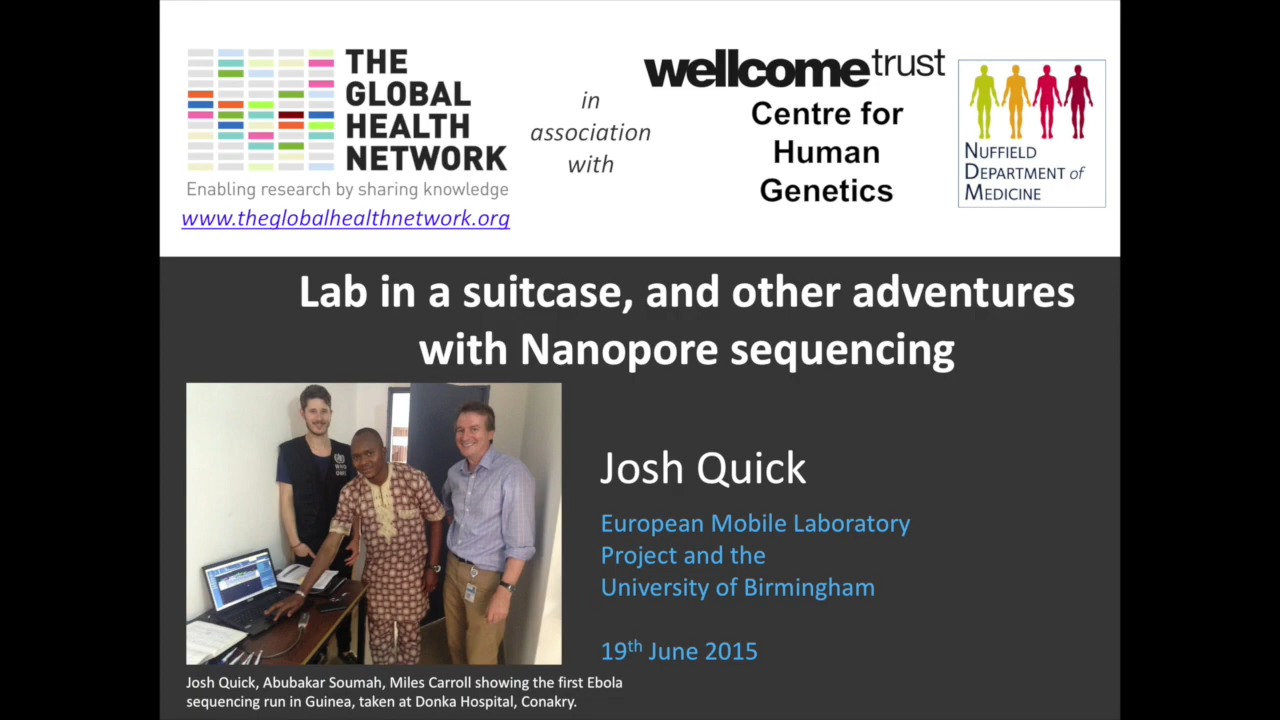 THE
GLOBAL
HEALTH
NETWORK
Enabling research by sharing knowledge
www.theglobalhealthnetwork.org
in
association
with
wellcometrust
Centre for
Human
Genetics
NUFFIELD
DEPARTMENT of
MEDICINE
Lab in a suitcase, and other adventures
with Nanopore sequencing
Josh Quick
European Mobile Laboratory
Project and the
University of Birmingham
19th June 2015
Josh Quick, Abubakar Soumah, Miles Carroll showing the first Ebola
sequencing run in Guinea, taken at Donka Hospital, Conakry.